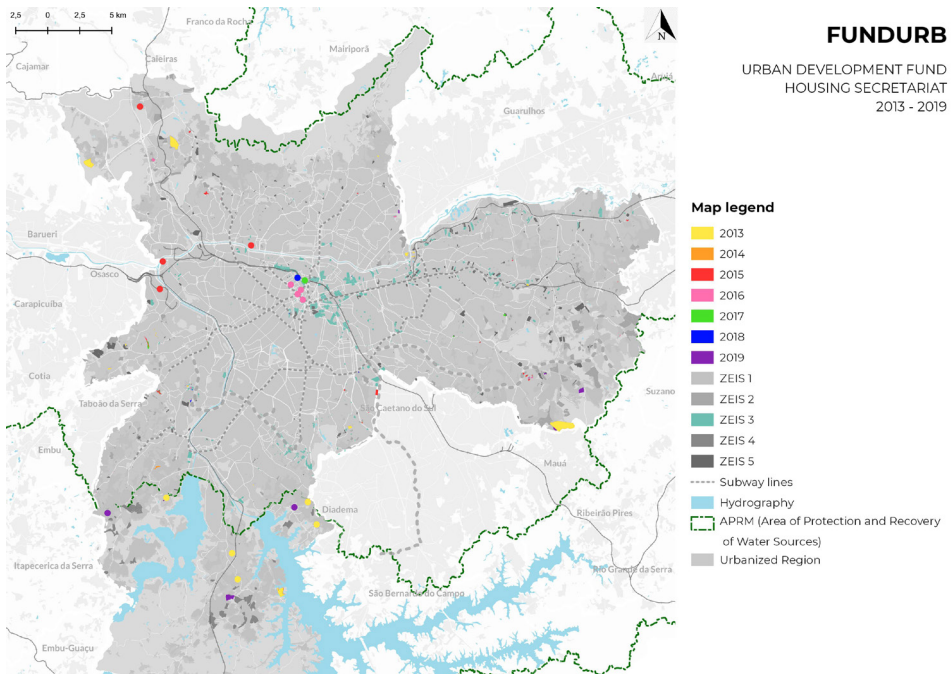 2,5 0 2,5 5 km
Franco da Rocha
Mairiporã
Cajamar
Caieiras
Arujá
Guarulhos
N
Barueri
Osasco
Carapicuiba
Cotia
Taboão da Serra
São Caetano do Sul
Suzano
Embu
Mauá
Diadema
Ribeirão Pires
Itapecerica da Serra
Rio Grande da Serra
São Bernardo do Campo
Embu-Guaçu
FUNDURB
URBAN DEVELOPMENT FUND
HOUSING SECRETARIAT
2013 - 2019
Map legend
2013
2014
2015
2016
2017
2018
2019
ZEIS 1
ZEIS 2
ZEIS 3
ZEIS 4
ZEIS 5
Subway lines
Hydrography
APRM (Area of Protection and Recovery
of Water Sources)
Urbanized Region